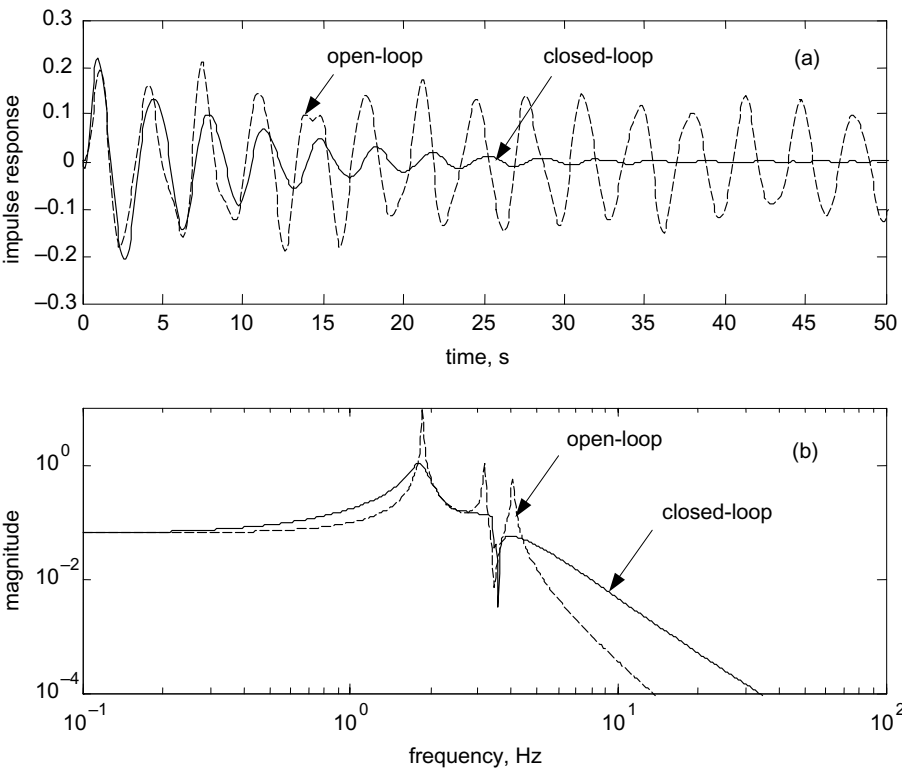 0.3
0.2
0.1
0
–0.1
–0.2
–0.3
impulse response
open-loop
closed-loop
(a)
0 5 10 15 20 25 30 35 40 45 50
time, s
10^0
10^–2
10^–4
magnitude
open-loop
(b)
closed-loop
10^–1 10^0 10^1 10^2
frequency, Hz